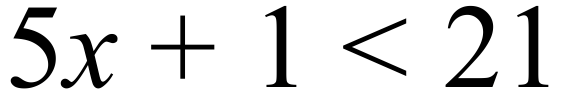 5x + 1 < 21